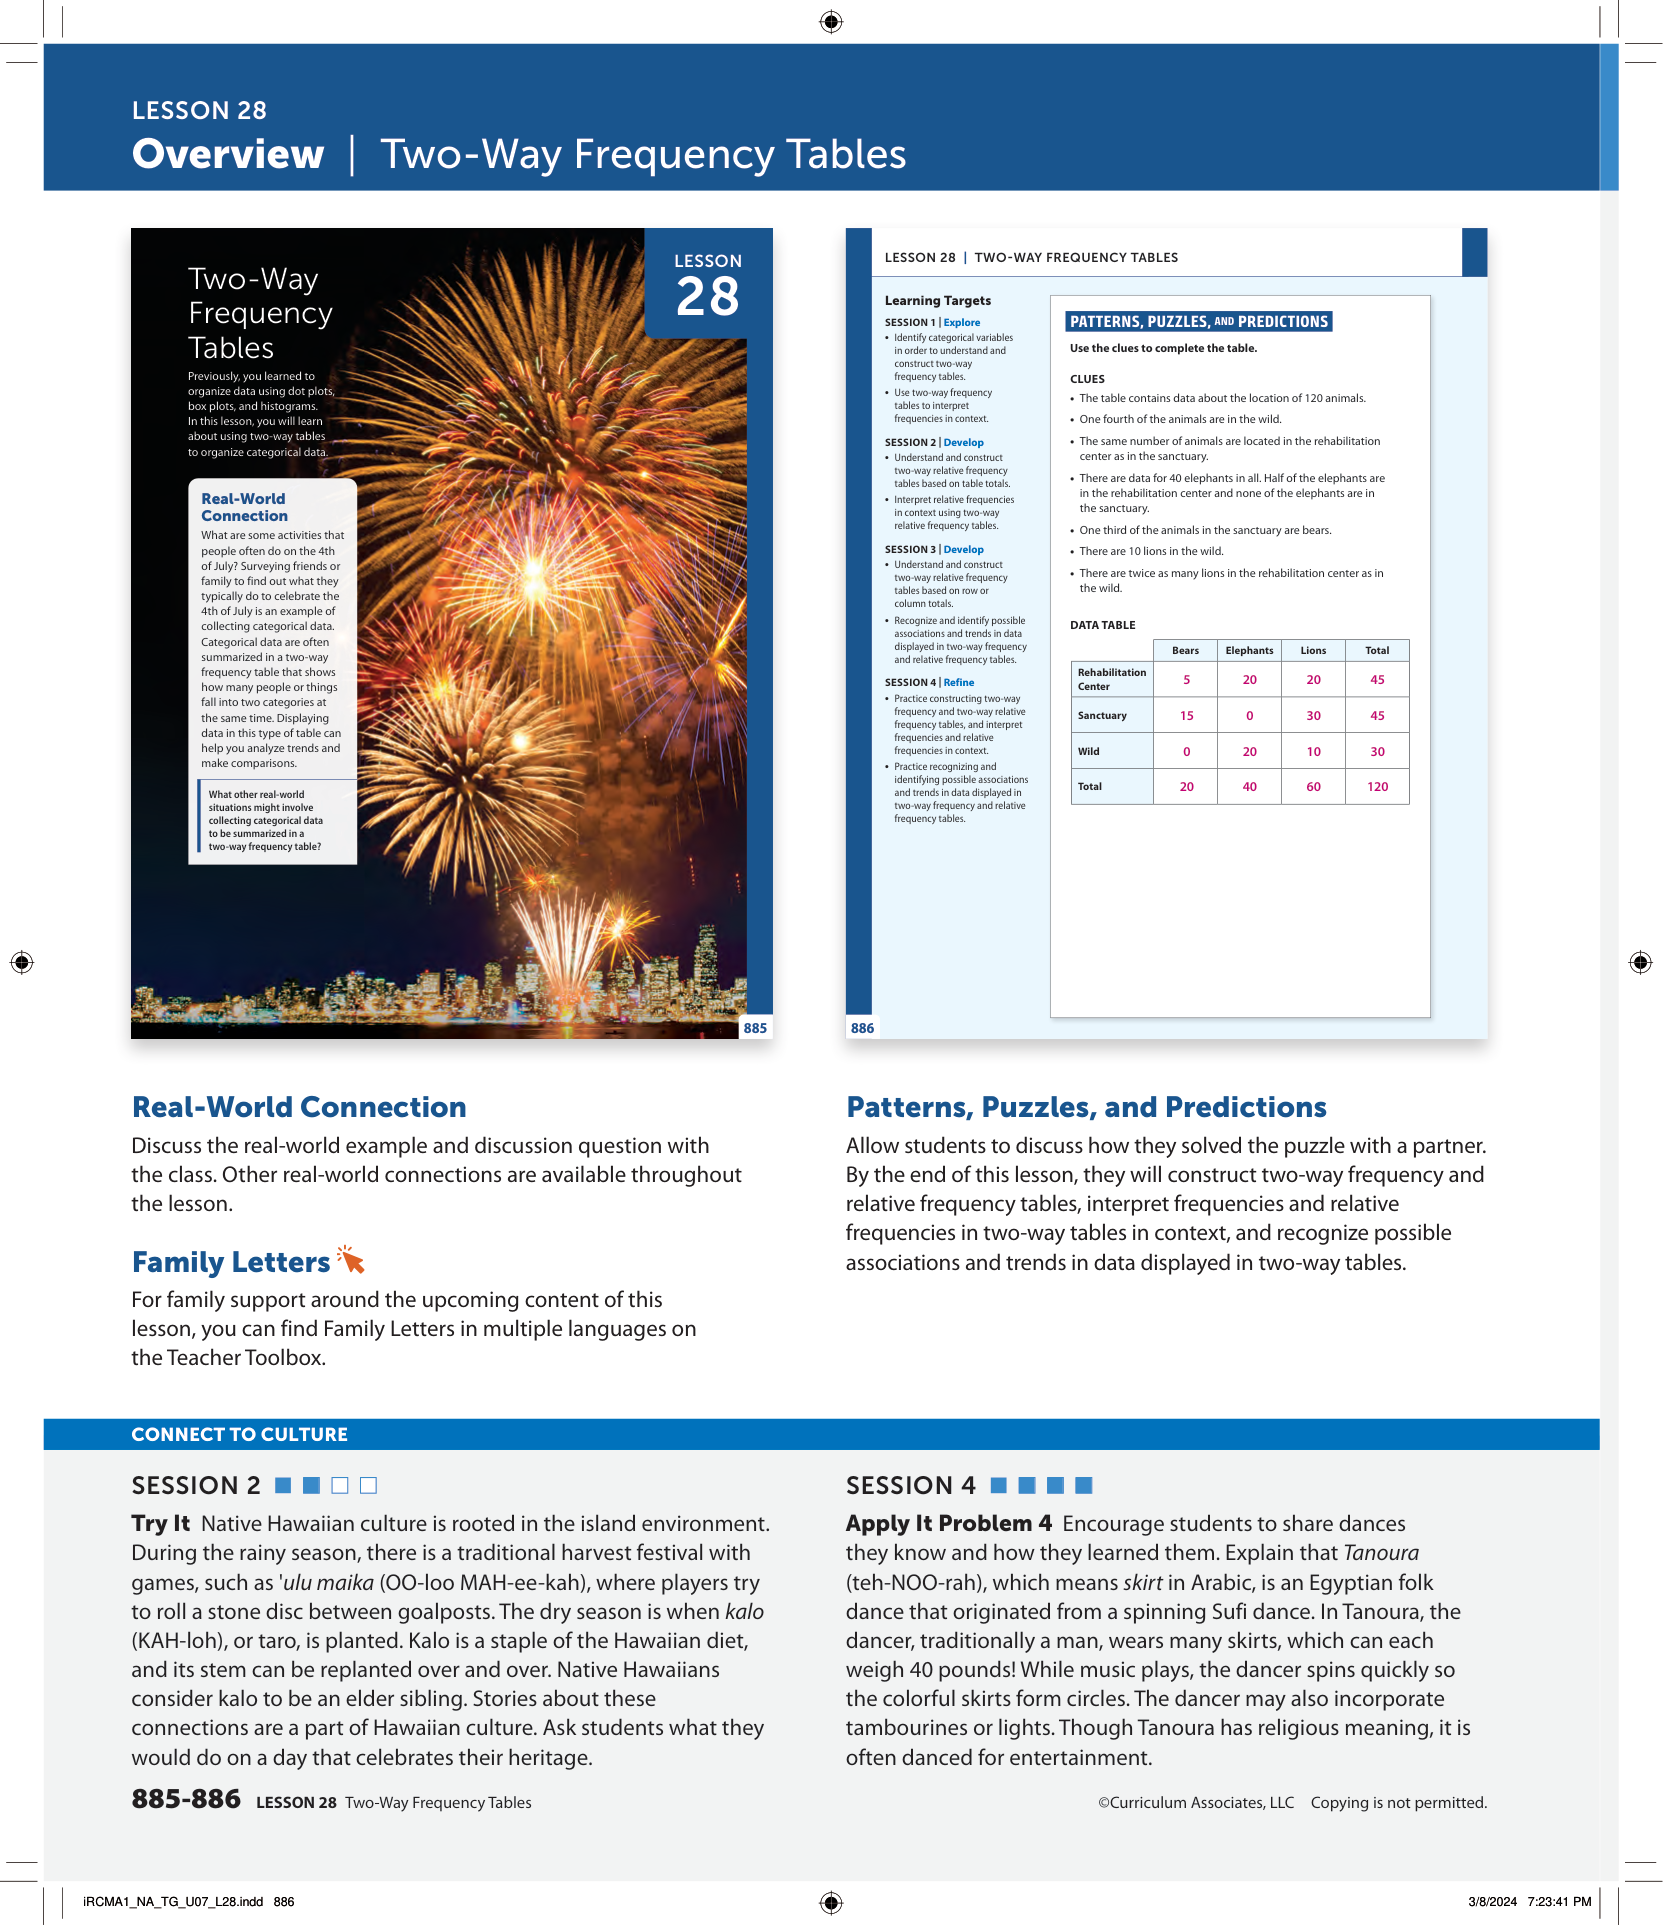 LESSON 28
Overview | Two-Way Frequency Tables
Two-Way
Frequency
Tables
Previously, you learned to
organize data using dot plots,
box plots, and histograms.
In this lesson, you will learn
about using two-way tables
to organize categorical data.
LESSON
28
Real-World
Connection
What are some activities that
people often do on the 4th
of July? Surveying friends or
family to find out what they
typically do to celebrate the
4th of July is an example of
collecting categorical data.
Categorical data are often
summarized in a two-way
frequency table that shows
how many people or things
fall into two categories at
the same time. Displaying
data in this type of table can
help you analyze trends and
make comparisons.
What other real-world
situations might involve
collecting categorical data
to be summarized in a
two-way frequency table?
885
LESSON 28 | TWO-WAY FREQUENCY TABLES
Learning Targets
SESSION 1 | Explore
• Identify categorical variables
in order to understand and
construct two-way
frequency tables.
• Use two-way frequency
tables to interpret
frequencies in context.
SESSION 2 | Develop
• Understand and construct
two-way relative frequency
tables based on table totals.
• Interpret relative frequencies
in context using two-way
relative frequency tables.
SESSION 3 | Develop
• Understand and construct
two-way relative frequency
tables based on row or
column totals.
• Recognize and identify possible
associations and trends in data
displayed in two-way frequency
and relative frequency tables.
SESSION 4 | Refine
• Practice constructing two-way
frequency and two-way relative
frequency tables, and interpret
frequencies and relative
frequencies in context.
• Practice recognizing and
identifying possible associations
and trends in data displayed in
two-way frequency and relative
frequency tables.
PATTERNS, PUZZLES, AND PREDICTIONS
Use the clues to complete the table.
CLUES
• The table contains data about the location of 120 animals.
• One fourth of the animals are in the wild.
• The same number of animals are located in the rehabilitation
center as in the sanctuary.
• There are data for 40 elephants in all. Half of the elephants are
in the rehabilitation center and none of the elephants are in
the sanctuary.
• One third of the animals in the sanctuary are bears.
• There are 10 lions in the wild.
• There are twice as many lions in the rehabilitation center as in
the wild.
DATA TABLE
Bears Elephants Lions Total
Rehabilitation
Center 5 20 20 45
Sanctuary 15 0 30 45
Wild 0 20 10 30
Total 20 40 60 120
886
Real-World Connection
Discuss the real-world example and discussion question with
the class. Other real-world connections are available throughout
the lesson.
Family Letters
For family support around the upcoming content of this
lesson, you can find Family Letters in multiple languages on
the Teacher Toolbox.
Patterns, Puzzles, and Predictions
Allow students to discuss how they solved the puzzle with a partner.
By the end of this lesson, they will construct two-way frequency and
relative frequency tables, interpret frequencies and relative
frequencies in two-way tables in context, and recognize possible
associations and trends in data displayed in two-way tables.
CONNECT TO CULTURE
SESSION 2
Try It Native Hawaiian culture is rooted in the island environment.
During the rainy season, there is a traditional harvest festival with
games, such as 'ulu maika (OO-loo MAH-ee-kah), where players try
to roll a stone disc between goalposts. The dry season is when kalo
(KAH-loh), or taro, is planted. Kalo is a staple of the Hawaiian diet,
and its stem can be replanted over and over. Native Hawaiians
consider kalo to be an elder sibling. Stories about these
connections are a part of Hawaiian culture. Ask students what they
would do on a day that celebrates their heritage.
SESSION 4
Apply It Problem 4 Encourage students to share dances
they know and how they learned them. Explain that Tanoura
(teh-NOO-rah), which means skirt in Arabic, is an Egyptian folk
dance that originated from a spinning Sufi dance. In Tanoura, the
dancer, traditionally a man, wears many skirts, which can each
weigh 40 pounds! While music plays, the dancer spins quickly so
the colorful skirts form circles. The dancer may also incorporate
tambourines or lights. Though Tanoura has religious meaning, it is
often danced for entertainment.
885-886 LESSON 28 Two-Way Frequency Tables
©Curriculum Associates, LLC Copying is not permitted.
iRCMA1_NA_TG_U07_L28.indd 886
3/8/2024 7:23:41 PM